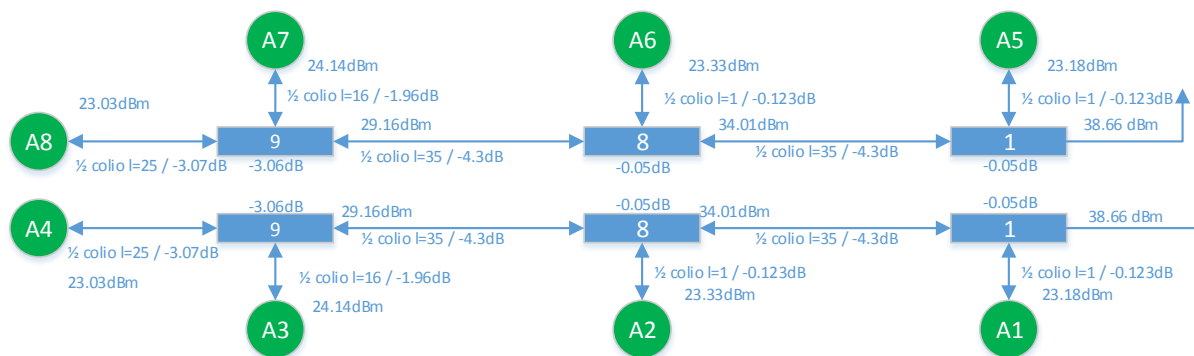 A7
A6
A5
24.14dBm
23.33dBm
23.18dBm
23.03dBm
½ colio l=16 / -1.96dB
½ colio l=1 / -0.123dB
½ colio l=1 / -0.123dB
29.16dBm
34.01dBm
38.66 dBm
A8
9
8
1
½ colio l=25 / -3.07dB
-3.06dB
½ colio l=35 / -4.3dB
-0.05dB
½ colio l=35 / -4.3dB
-0.05dB
-3.06dB
-0.05dB
-0.05dB
29.16dBm
34.01dBm
38.66 dBm
A4
9
8
1
½ colio l=25 / -3.07dB
½ colio l=35 / -4.3dB
½ colio l=35 / -4.3dB
23.03dBm
½ colio l=16 / -1.96dB
½ colio l=1 / -0.123dB
½ colio l=1 / -0.123dB
24.14dBm
23.33dBm
23.18dBm
A3
A2
A1